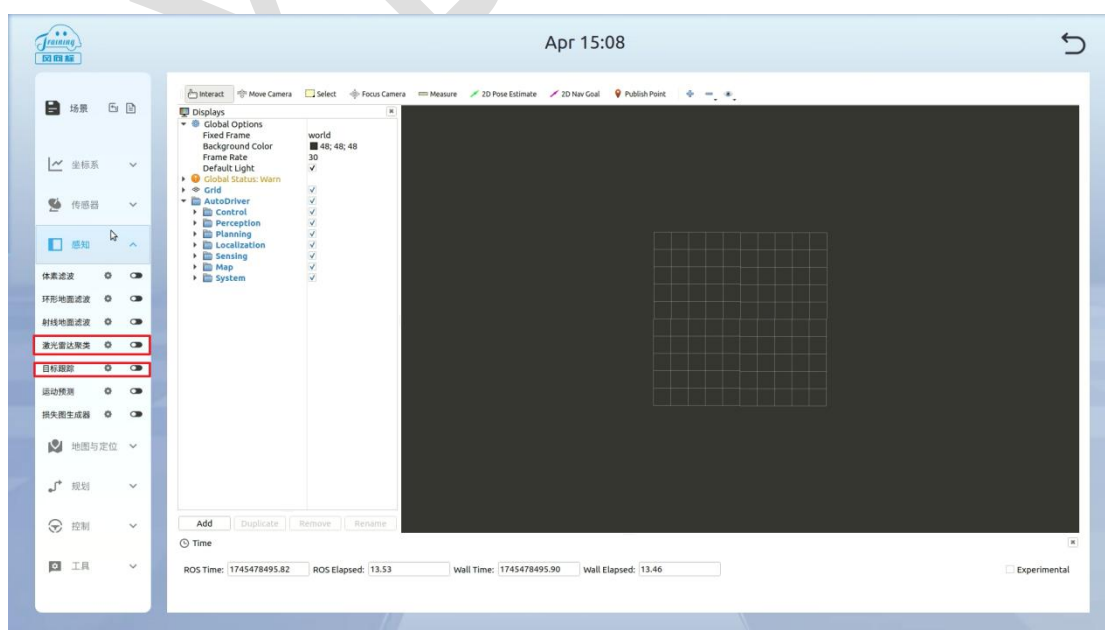 Training
Apr 15:08
场景
坐标系
传感器
感知
体素滤波
环形地面滤波
射线地面滤波
激光雷达聚类
目标跟踪
运动预测
损失图生成器
地图与定位
规划
控制
工具
Interact Move Camera Select Focus Camera Measure 2D Pose Estimate 2D Nav Goal Publish Point
Displays
Global Options
Fixed Frame world
Background Color 48; 48; 48
Frame Rate 30
Default Light ✓
Global Status: Warn
Grid ✓
AutoDriver ✓
Control ✓
Perception ✓
Planning ✓
Localization ✓
Sensing ✓
Map ✓
System ✓
Add Duplicate Remove Rename
Time
ROS Time: 1745478495.82 ROS Elapsed: 13.53 Wall Time: 1745478495.90 Wall Elapsed: 13.46 Experimental